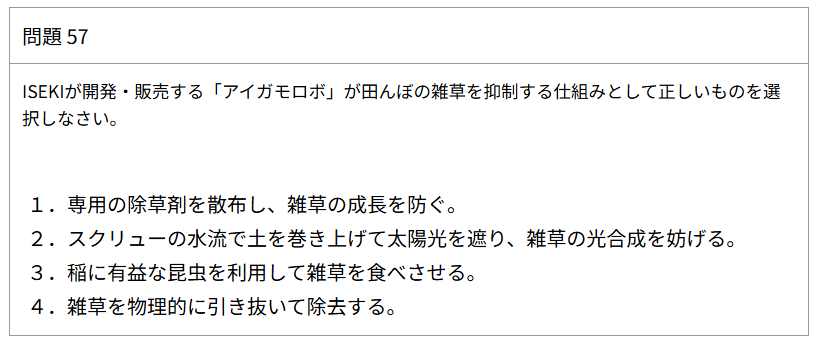 問題 57
ISEKIが開発・販売する「アイガモロボ」が田んぼの雑草を抑制する仕組みとして正しいものを選
択しなさい。
１．専用の除草剤を散布し、雑草の成長を防ぐ。
２．スクリューの水流で土を巻き上げて太陽光を遮り、雑草の光合成を妨げる。
３．稲に有益な昆虫を利用して雑草を食べさせる。
４．雑草を物理的に引き抜いて除去する。